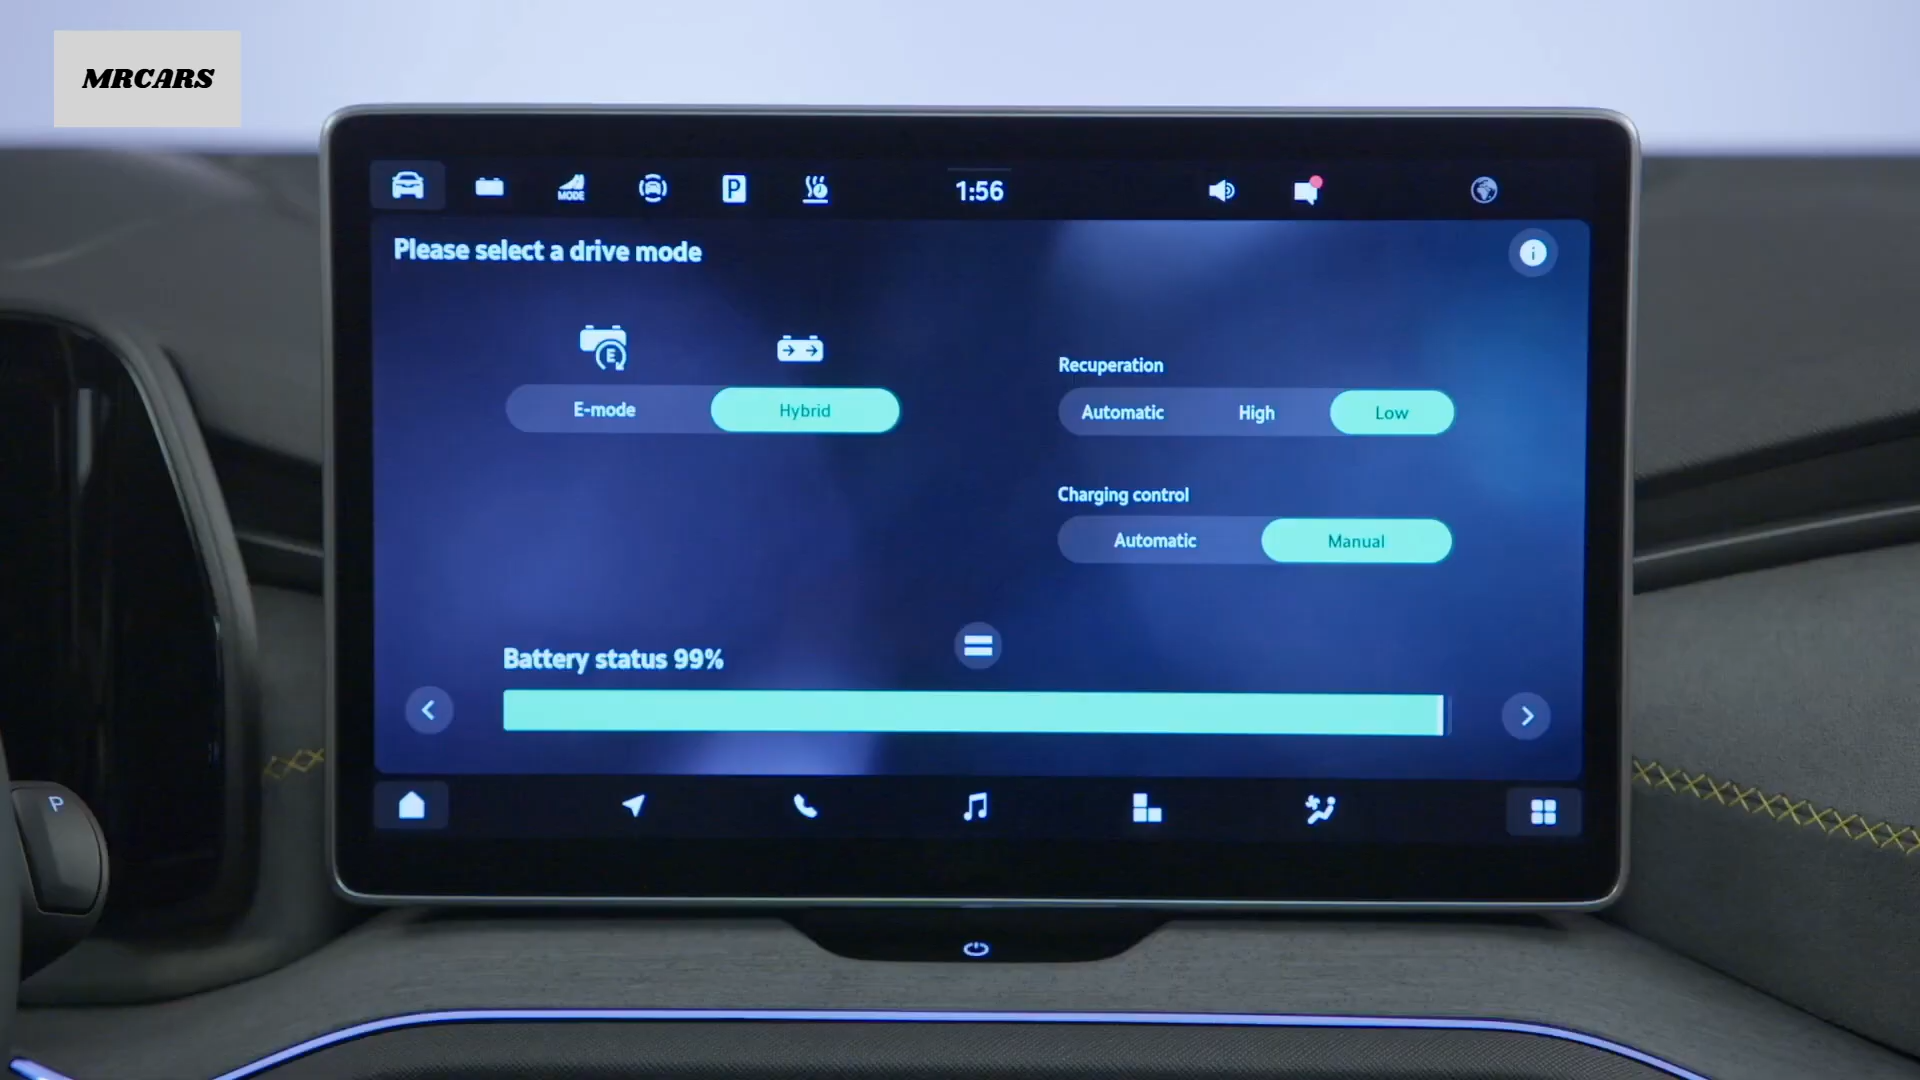 MRCARS
MODE
P
1:56
Please select a drive mode
i
E
E-mode
Hybrid
Recuperation
Automatic
High
Low
Charging control
Automatic
Manual
Battery status 99%
P